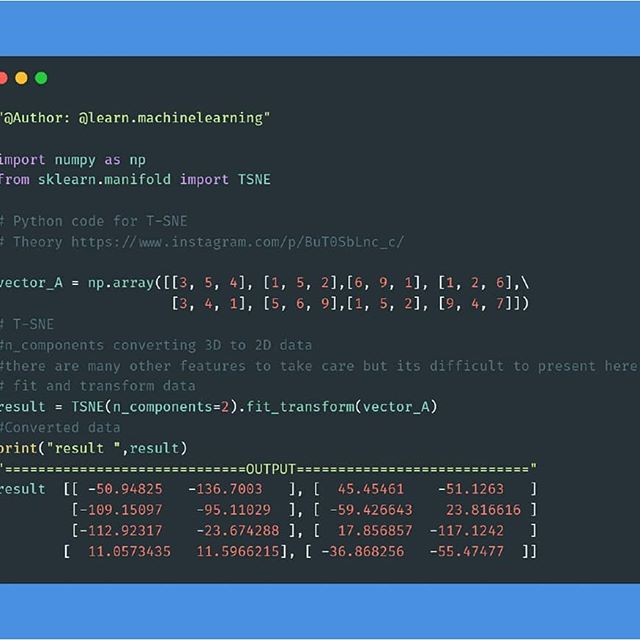 "@Author: @learn.machinelearning"
import numpy as np
from sklearn.manifold import TSNE
# Python code for T-SNE
# Theory https://www.instagram.com/p/BuT0SbLnc_c/
vector_A = np.array([[3, 5, 4], [1, 5, 2],[6, 9, 1], [1, 2, 6],\
[3, 4, 1], [5, 6, 9],[1, 5, 2], [9, 4, 7]])
# T-SNE
#n_components converting 3D to 2D data
#there are many other features to take care but its difficult to present here
# fit and transform data
result = TSNE(n_components=2).fit_transform(vector_A)
#Converted data
print("result ",result)
"=============================OUTPUT============================"
result [[ -50.94825 -136.7003 ], [ 45.45461 -51.1263 ]
[-109.15097 -95.11029 ], [ -59.426643 23.816616 ]
[-112.92317 -23.674288 ], [ 17.856857 -117.1242 ]
[ 11.0573435 11.5966215], [ -36.868256 -55.47477 ]]